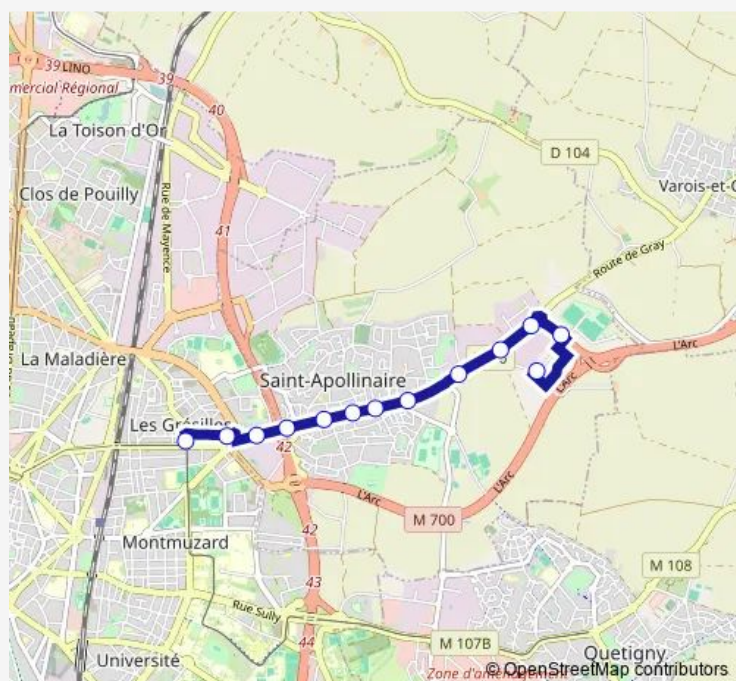 39 LINO
39
mercial Régional
40
La Toison d'Or
D 104
Clos de Pouilly
Rue de Mayence
41
Varois-et-C
Route de Gray
La Maladière
L'Arc
Saint-Apollinaire
L'Arc
Les Grésilles
42
L'Arc
L'Arc
M 700
Montmuzard
42
43
M 108
Rue Sully
44
M 107B
Quetigny
Université
Zone d'aménagement
© OpenStreetMap contributors